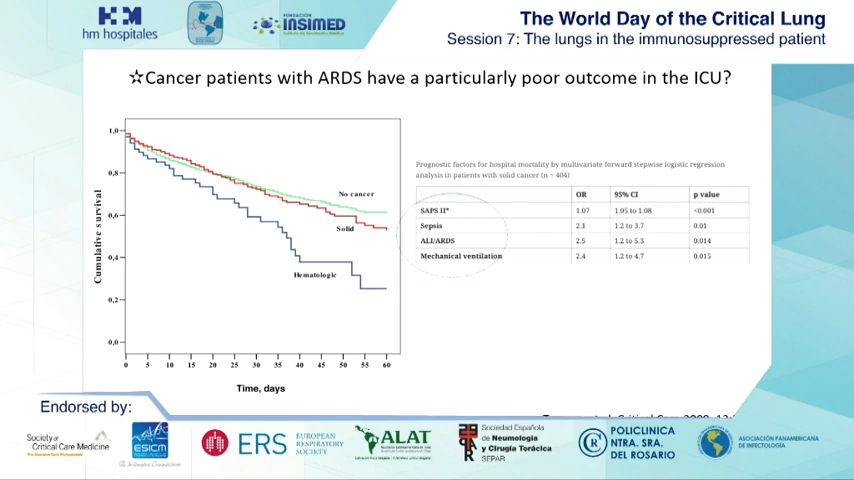 hm hospitales
FUNDACIÓN
INSIMED
The World Day of the Critical Lung
Session 7: The lungs in the immunosuppressed patient
☆Cancer patients with ARDS have a particularly poor outcome in the ICU?
Cumulative survival
1,0
0,8
0,6
0,4
0,2
0,0
No cancer
Solid
Hematologic
0 5 10 15 20 25 30 35 40 45 50 55 60
Time, days
Prognostic factors for hospital mortality by multivariate forward stepwise logistic regression
analysis in patients with solid cancer (n = 404)
OR 95% CI p value
SAPS II* 1.07 1.05 to 1.08 <0.001
Sepsis 2.1 1.2 to 3.7 0.01
ALI/ARDS 2.5 1.2 to 5.3 0.014
Mechanical ventilation 2.4 1.2 to 4.7 0.015
Endorsed by:
Society of
Critical Care Medicine
The Intensive Care Professionals
ESICM
ERS
EUROPEAN
RESPIRATORY
SOCIETY
ALAT
Sociedad Española
de Neumología
y Cirugía Torácica
SEPAR
POLICLINICA
NTRA. SRA.
DEL ROSARIO
ASOCIACIÓN PANAMERICANA
DE INFECTOLOGÍA